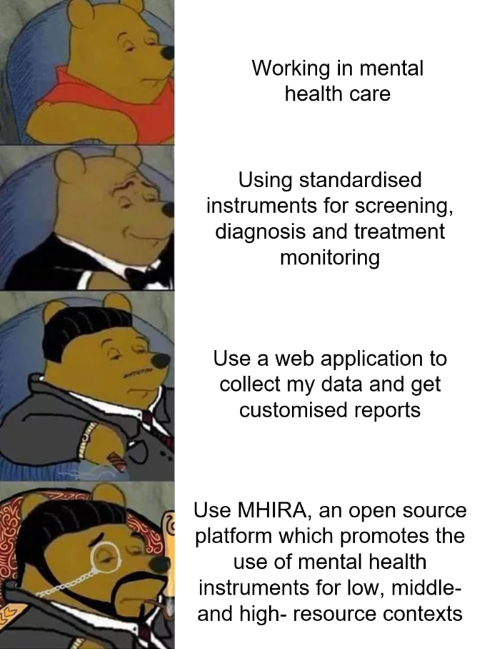 Working in mental
health care
Using standardised
instruments for screening,
diagnosis and treatment
monitoring
Use a web application to
collect my data and get
customised reports
Use MHIRA, an open source
platform which promotes the
use of mental health
instruments for low, middle-
and high- resource contexts